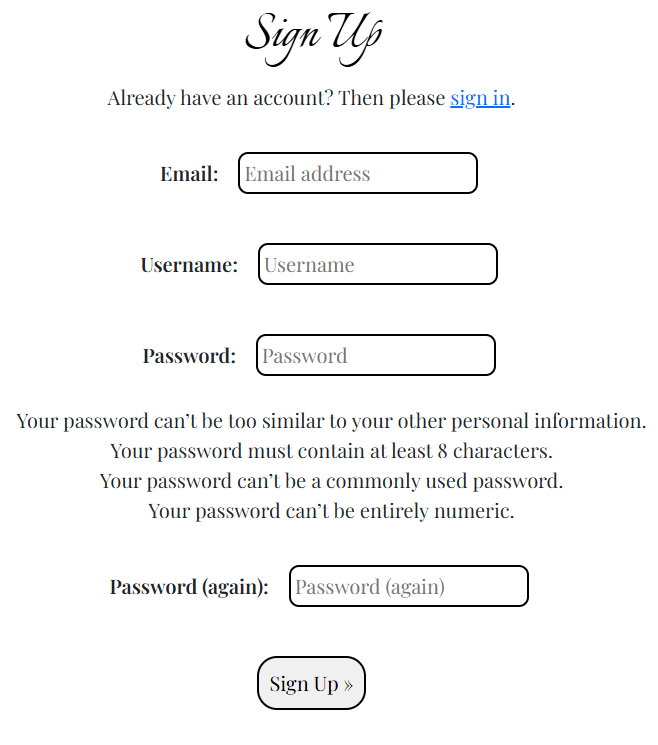 Sign Up
Already have an account? Then please sign in.
Email: Email address
Username: Username
Password: Password
Your password can’t be too similar to your other personal information.
Your password must contain at least 8 characters.
Your password can’t be a commonly used password.
Your password can’t be entirely numeric.
Password (again): Password (again)
Sign Up »